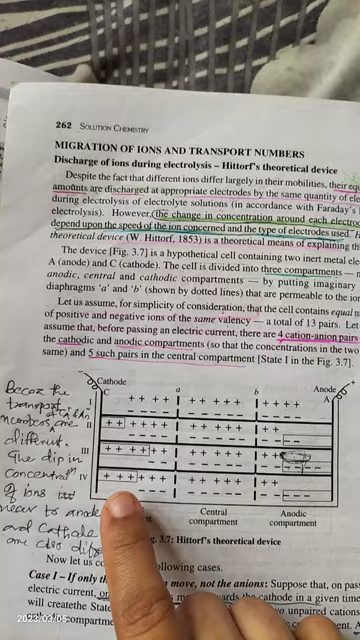 262 SOLUTION CHEMISTRY
MIGRATION OF IONS AND TRANSPORT NUMBERS
Discharge of ions during electrolysis – Hittorf's theoretical device
Despite the fact that different ions differ largely in their mobilities, their equ
amounts are discharged at appropriate electrodes by the same quantity of ele
during electrolysis of electrolyte solutions (in accordance with Faraday's
electrolysis). However, the change in concentration around each electro
depend upon the speed of the ion concerned and the type of electrodes used. H
theoretical device (W. Hittorf, 1853) is a theoretical means of explaining th
The device [Fig. 3.7] is a hypothetical cell containing two inert metal ele
A (anode) and C (cathode). The cell is divided into three compartments —
anodic, central and cathodic compartments — by putting imaginary
diaphragms 'a' and 'b' (shown by dotted lines) that are permeable to the ion
Let us assume, for simplicity of consideration, that the cell contains equal n
of positive and negative ions of the same valency – a total of 13 pairs. Let
assume that, before passing an electric current, there are 4 cation-anion pairs
the cathodic and anodic compartments (so that the concentrations in the two
same) and 5 such pairs in the central compartment [State I in the Fig. 3.7].
Cathode a b Anode
C A
I + + + + + + + + + + + + +
– – – – – – – – – – – – –
II
III
IV
Central
compartment
Anodic
compartment
Becoz the
transport
numbers are
different.
The dip in
concentratn
of ions
near to anode
and cathode
are also diff
g. 3.7: Hittorf's theoretical device
Now let us co following cases.
Case I – If only th move, not the anions: Suppose that, on pas
electric current, on ards the cathode in a given time
will create the State two unpaired cations
2023/03/05